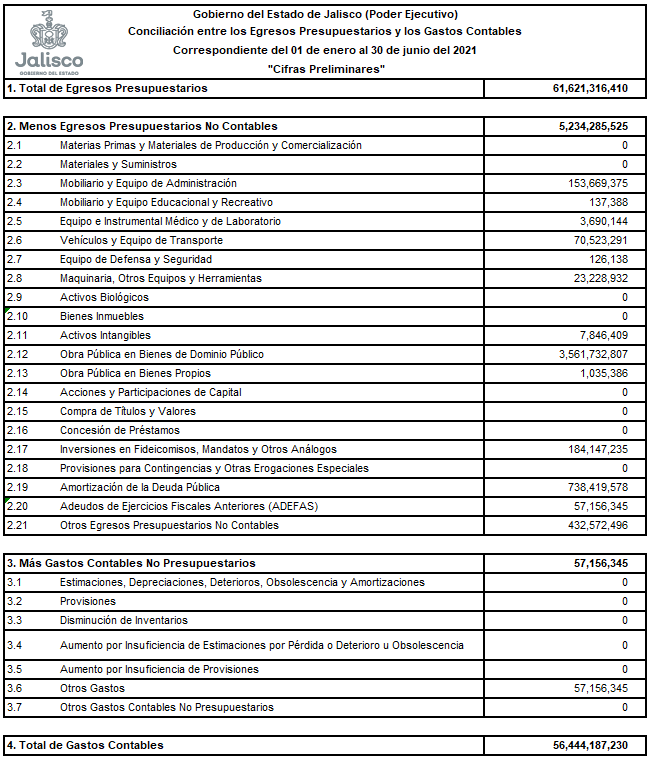 Jalisco
GOBIERNO DEL ESTADO
Gobierno del Estado de Jalisco (Poder Ejecutivo)
Conciliación entre los Egresos Presupuestarios y los Gastos Contables
Correspondiente del 01 de enero al 30 de junio del 2021
"Cifras Preliminares"
1. Total de Egresos Presupuestarios 61,621,316,410
2. Menos Egresos Presupuestarios No Contables 5,234,285,525
2.1 Materias Primas y Materiales de Producción y Comercialización 0
2.2 Materiales y Suministros 0
2.3 Mobiliario y Equipo de Administración 153,669,375
2.4 Mobiliario y Equipo Educacional y Recreativo 137,388
2.5 Equipo e Instrumental Médico y de Laboratorio 3,690,144
2.6 Vehículos y Equipo de Transporte 70,523,291
2.7 Equipo de Defensa y Seguridad 126,138
2.8 Maquinaria, Otros Equipos y Herramientas 23,228,932
2.9 Activos Biológicos 0
2.10 Bienes Inmuebles 0
2.11 Activos Intangibles 7,846,409
2.12 Obra Pública en Bienes de Dominio Público 3,561,732,807
2.13 Obra Pública en Bienes Propios 1,035,386
2.14 Acciones y Participaciones de Capital 0
2.15 Compra de Títulos y Valores 0
2.16 Concesión de Préstamos 0
2.17 Inversiones en Fideicomisos, Mandatos y Otros Análogos 184,147,235
2.18 Provisiones para Contingencias y Otras Erogaciones Especiales 0
2.19 Amortización de la Deuda Pública 738,419,578
2.20 Adeudos de Ejercicios Fiscales Anteriores (ADEFAS) 57,156,345
2.21 Otros Egresos Presupuestarios No Contables 432,572,496
3. Más Gastos Contables No Presupuestarios 57,156,345
3.1 Estimaciones, Depreciaciones, Deterioros, Obsolescencia y Amortizaciones 0
3.2 Provisiones 0
3.3 Disminución de Inventarios 0
3.4 Aumento por Insuficiencia de Estimaciones por Pérdida o Deterioro u Obsolescencia 0
3.5 Aumento por Insuficiencia de Provisiones 0
3.6 Otros Gastos 57,156,345
3.7 Otros Gastos Contables No Presupuestarios 0
4. Total de Gastos Contables 56,444,187,230